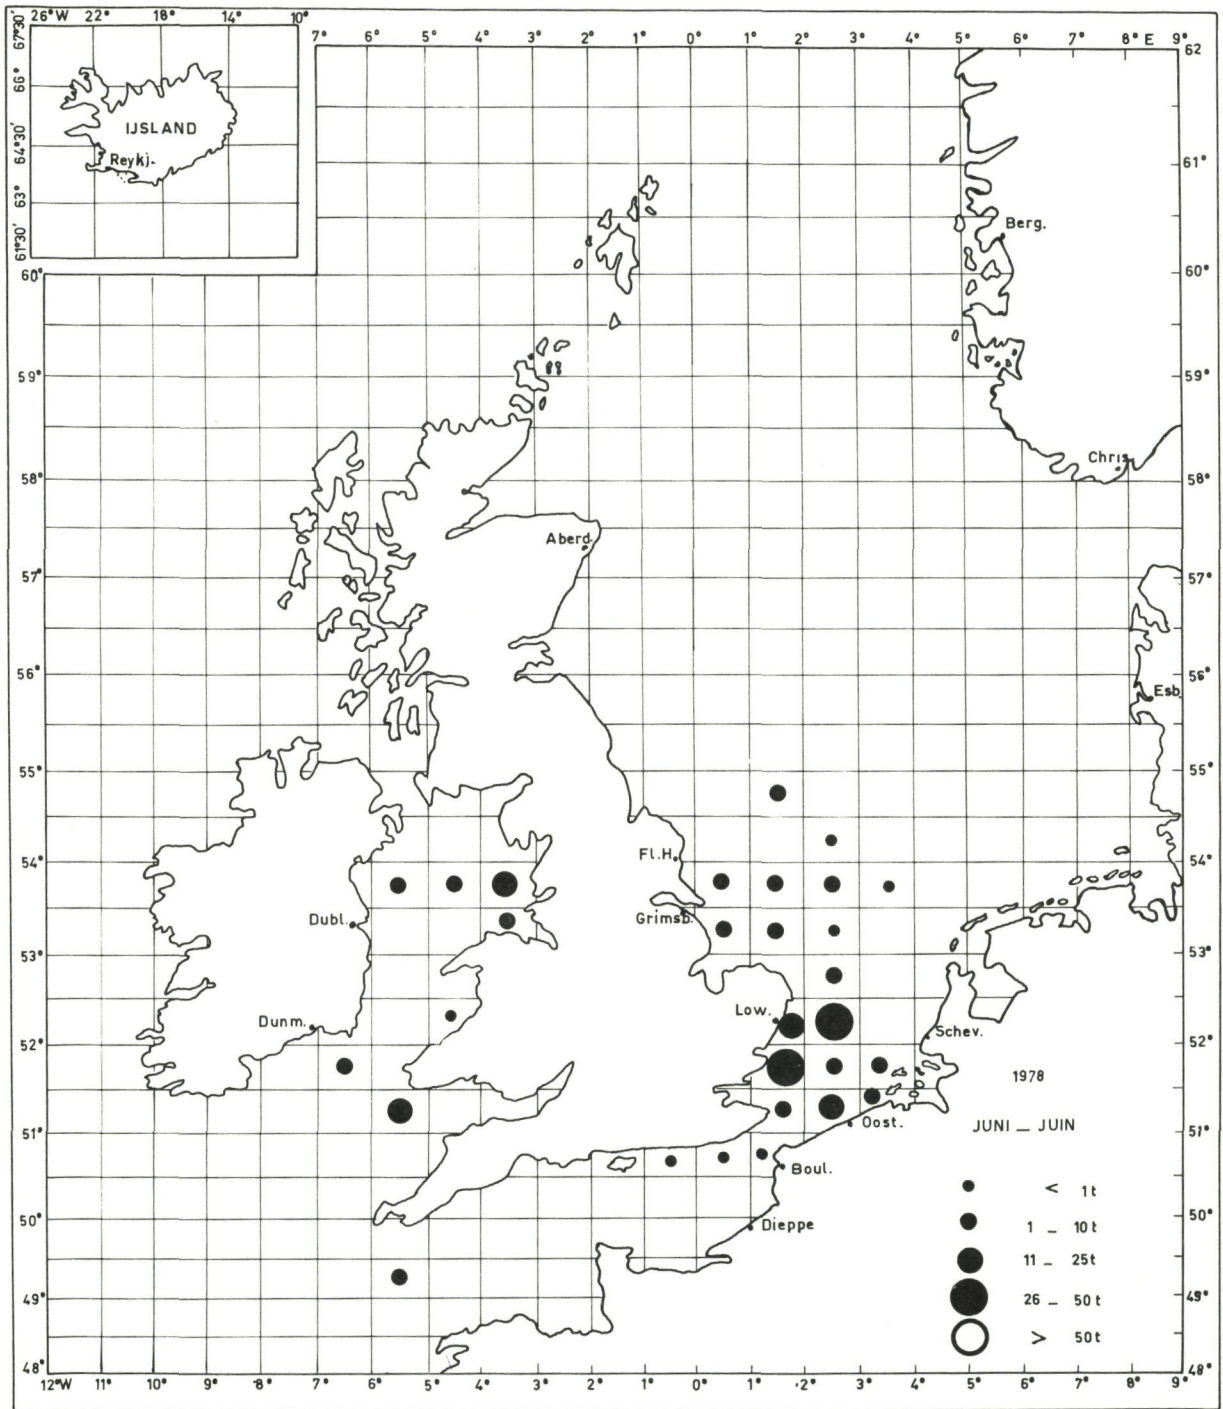 26°W 22° 18° 14° 10°
67°30'
66°
64°30'
63°
61°30'
IJSLAND
Reykj.
7° 6° 5° 4° 3° 2° 1° 0° 1° 2° 3° 4° 5° 6° 7° 8° E 9°
62
61°
61°
60°
60°
59°
59°
58°
58°
57°
57°
56°
56°
55°
55°
54°
54°
53°
53°
52°
52°
51°
51°
50°
50°
49°
49°
48°
48°
Berg.
Chris.
Aberd.
Esb.
Fl.H.
Grimsb.
Dubl.
Low.
Dunm.
Schev.
Oost.
Boul.
Dieppe
1978
JUNI _ JUIN
< 1t
1 _ 10t
11 _ 25t
26 _ 50t
> 50t
12°W 10° 9° 8° 7° 6° 5° 4° 3° 2° 1° 0° 1° 2° 3° 4° 5° 6° 7° 8° 9°